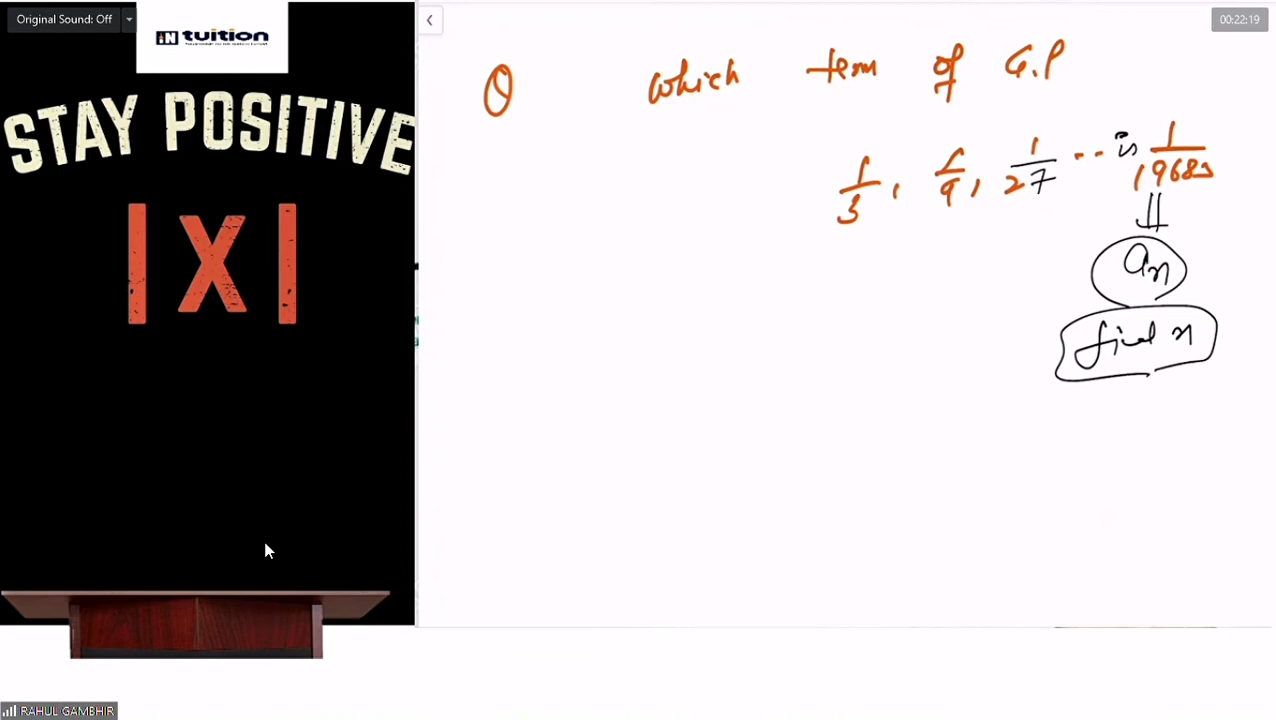 Original Sound: Off
00:22:19
iN tuition
STAY POSITIVE
|x|
Q which term of G.P
1/3, 1/9, 1/27 .. is 1/19683
an
find n
RAHUL GAMBHIR